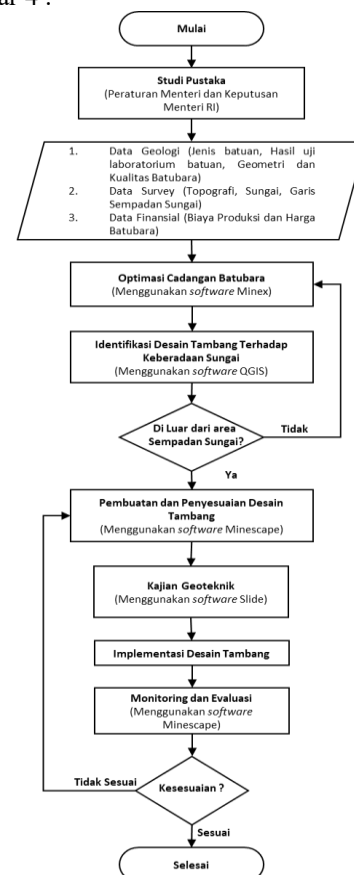 ur 4 .
Mulai
Studi Pustaka
(Peraturan Menteri dan Keputusan
Menteri RI)
1. Data Geologi (Jenis batuan, Hasil uji
laboratorium batuan, Geometri dan
Kualitas Batubara)
2. Data Survey (Topografi, Sungai, Garis
Sempadan Sungai)
3. Data Finansial (Biaya Produksi dan Harga
Batubara)
Optimasi Cadangan Batubara
(Menggunakan software Minex)
Identifikasi Desain Tambang Terhadap
Keberadaan Sungai
(Menggunakan software QGIS)
Di Luar dari area
Sempadan Sungai?
Tidak
Ya
Pembuatan dan Penyesuaian Desain
Tambang
(Menggunakan software Minescape)
Kajian Geoteknik
(Menggunakan software Slide)
Implementasi Desain Tambang
Monitoring dan Evaluasi
(Menggunakan software
Minescape)
Tidak Sesuai
Kesesuaian ?
Sesuai
Selesai